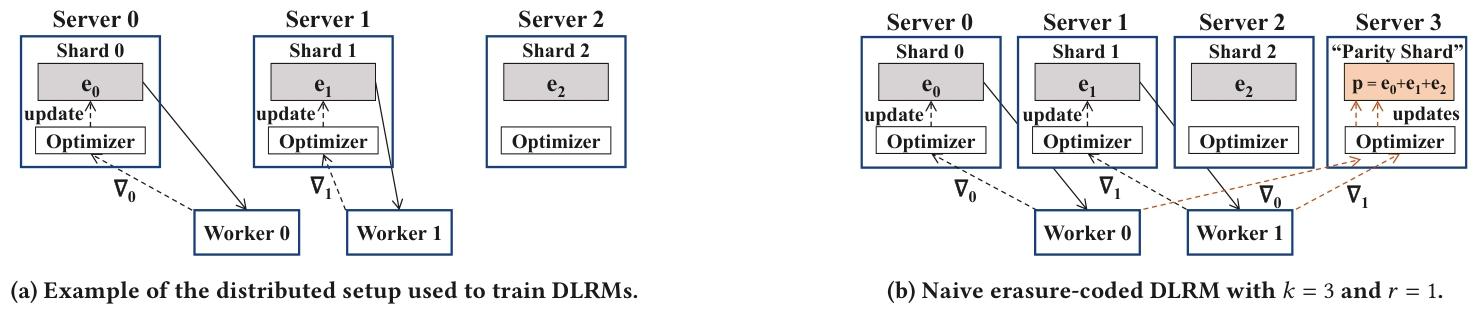 Server 0
Server 1
Server 2
Shard 0
Shard 1
Shard 2
e₀
e₁
e₂
update
update
Optimizer
Optimizer
Optimizer
∇₀
∇₁
Worker 0
Worker 1
(a) Example of the distributed setup used to train DLRMs.
Server 0
Server 1
Server 2
Server 3
Shard 0
Shard 1
Shard 2
“Parity Shard”
e₀
e₁
e₂
p = e₀+e₁+e₂
update
update
updates
Optimizer
Optimizer
Optimizer
Optimizer
∇₀
∇₁
∇₀
∇₁
Worker 0
Worker 1
(b) Naive erasure-coded DLRM with k = 3 and r = 1.